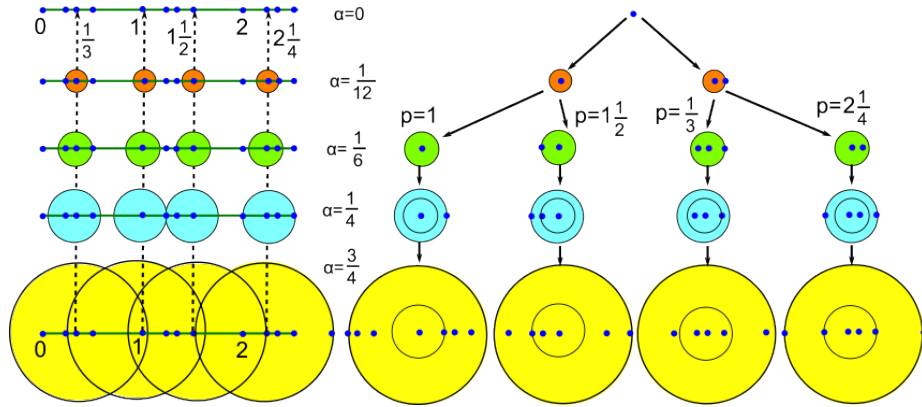 0 1/3 1 1 1/2 2 2 1/4 α=0
α=1/12
p=1 p=1 1/2 p=1/3 p=2 1/4
α=1/6
α=1/4
α=3/4
0 1 2